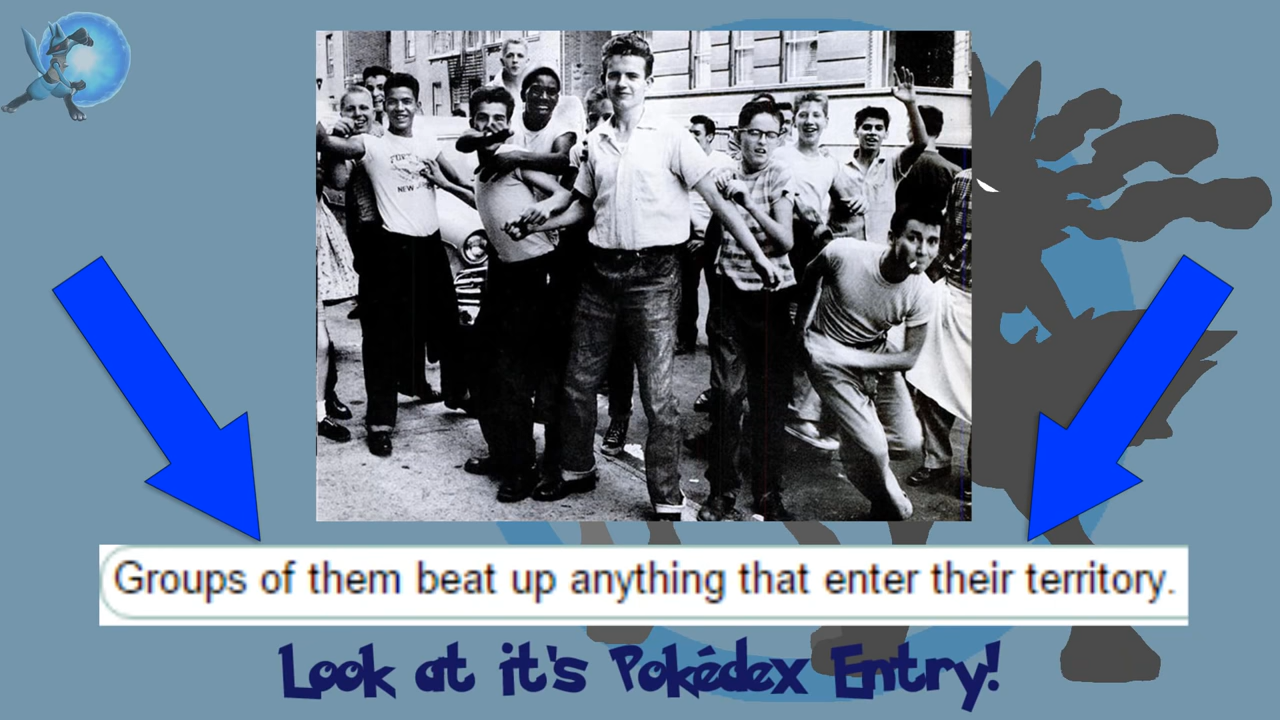 Groups of them beat up anything that enter their territory.
Look at it's Pokédex Entry!